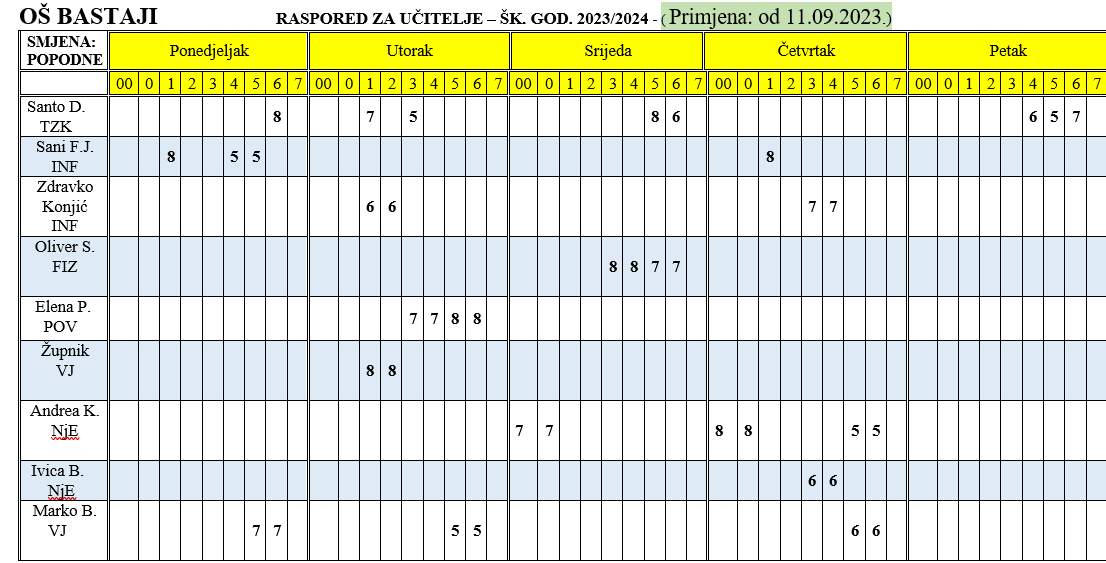 OŠ BASTAJI RASPORED ZA UČITELJE – ŠK. GOD. 2023/2024 - ( Primjena: od 11.09.2023.)
SMJENA: POPODNE Ponedjeljak Utorak Srijeda Četvrtak Petak
00 0 1 2 3 4 5 6 7 00 0 1 2 3 4 5 6 7 00 0 1 2 3 4 5 6 7 00 0 1 2 3 4 5 6 7 00 0 1 2 3 4 5 6 7
Santo D.
TZK 8 7 5 8 6 6 5 7
Sani F.J.
INF 8 5 5 8
Zdravko
Konjić 6 6 7 7
INF
Oliver S.
FIZ 8 8 7 7
Elena P.
POV 7 7 8 8
Župnik
VJ 8 8
Andrea K.
NjE 7 7 8 8 5 5
Ivica B.
NjE 6 6
Marko B.
VJ 7 7 5 5 6 6